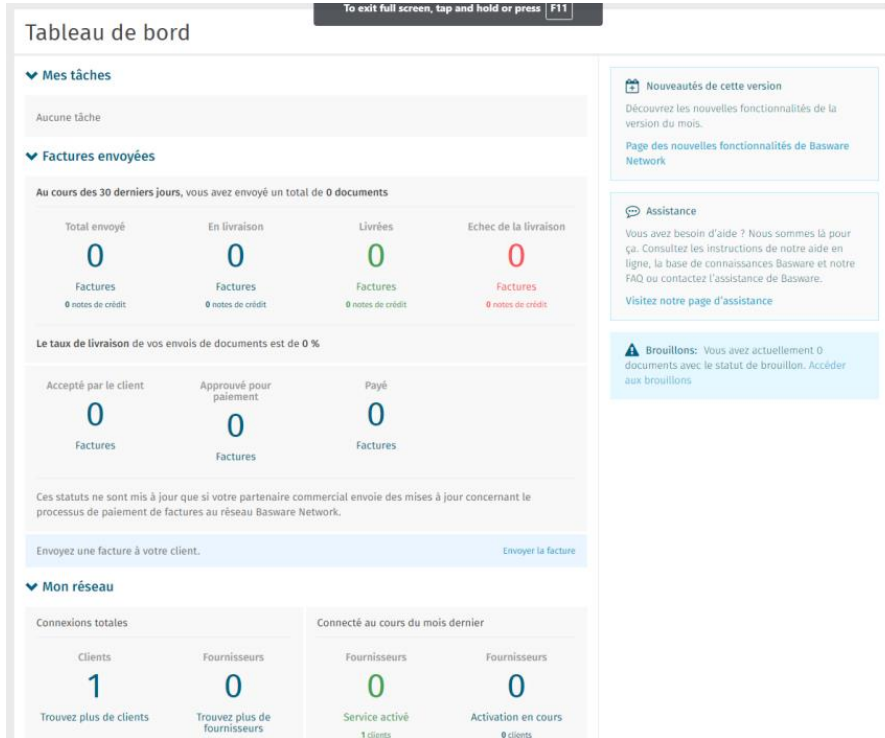 To exit full screen, tap and hold or press F11
Tableau de bord
Mes tâches
Aucune tâche
Factures envoyées
Au cours des 30 derniers jours, vous avez envoyé un total de 0 documents
Total envoyé
0
Factures
0 notes de crédit
En livraison
0
Factures
0 notes de crédit
Livrées
0
Factures
0 notes de crédit
Echec de la livraison
0
Factures
0 notes de crédit
Le taux de livraison de vos envois de documents est de 0 %
Accepté par le client
0
Factures
Approuvé pour
paiement
0
Factures
Payé
0
Factures
Ces statuts ne sont mis à jour que si votre partenaire commercial envoie des mises à jour concernant le
processus de paiement de factures au réseau Basware Network.
Envoyez une facture à votre client.
Envoyer la facture
Mon réseau
Connexions totales
Clients
1
Trouvez plus de clients
Fournisseurs
0
Trouvez plus de
fournisseurs
Connecté au cours du mois dernier
Fournisseurs
0
Service activé
1 clients
Fournisseurs
0
Activation en cours
0 clients
Nouveautés de cette version
Découvrez les nouvelles fonctionnalités de la
version du mois.
Page des nouvelles fonctionnalités de Basware
Network
Assistance
Vous avez besoin d'aide ? Nous sommes là pour
ça. Consultez les instructions de notre aide en
ligne, la base de connaissances Basware et notre
FAQ ou contactez l'assistance de Basware.
Visitez notre page d'assistance
Brouillons: Vous avez actuellement 0
documents avec le statut de brouillon. Accéder
aux brouillons